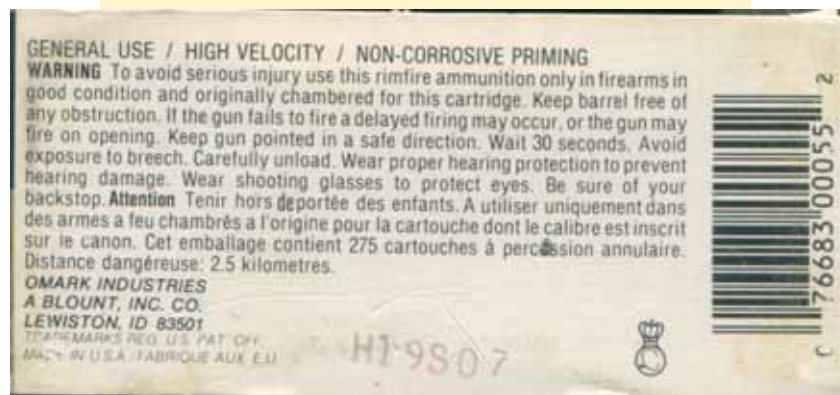 GENERAL USE / HIGH VELOCITY / NON-CORROSIVE PRIMING
WARNING To avoid serious injury use this rimfire ammunition only in firearms in
good condition and originally chambered for this cartridge. Keep barrel free of
any obstruction. If the gun fails to fire a delayed firing may occur, or the gun may
fire on opening. Keep gun pointed in a safe direction. Wait 30 seconds. Avoid
exposure to breech. Carefully unload. Wear proper hearing protection to prevent
hearing damage. Wear shooting glasses to protect eyes. Be sure of your
backstop. Attention Tenir hors deportée des enfants. A utiliser uniquement dans
des armes a feu chambrés a l'origine pour la cartouche dont le calibre est inscrit
sur le canon. Cet emballage contient 275 cartouches á percussion annulaire.
Distance dangéreuse: 2.5 kilometres.
OMARK INDUSTRIES
A BLOUNT, INC. CO.
LEWISTON, ID 83501
TRADEMARKS REG. U.S. PAT. OFF.
MADE IN U.S.A. / FABRIQUE AUX E.U.
H19S07
0 76683 00055 2